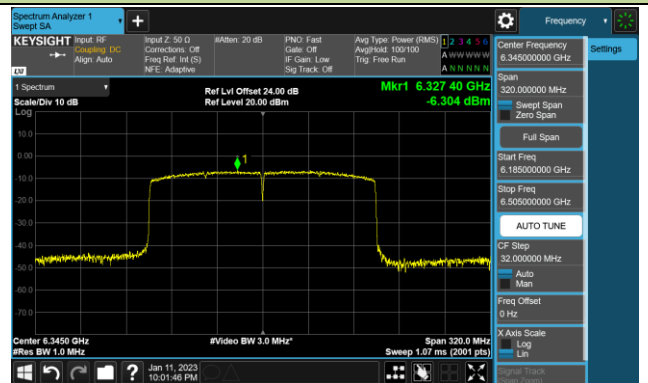 Spectrum Analyzer 1
Swept SA
+
Frequency
KEYSIGHT
Input: RF
Coupling: DC
Align: Auto
Input Z: 50 Ω
Corrections: Off
Freq Ref: Int (S)
NFE: Adaptive
#Atten: 20 dB
PNO: Fast
Gate: Off
IF Gain: Low
Sig Track: Off
Avg Type: Power (RMS)
Avg|Hold: 100/100
Trig: Free Run
1 2 3 4 5 6
A W W W W W
A N N N N N
LXI
1 Spectrum
Scale/Div 10 dB
Ref Lvl Offset 24.00 dB
Ref Level 20.00 dBm
Mkr1 6.327 40 GHz
-6.304 dBm
Log
10.0
0.00
-10.0
-20.0
-30.0
-40.0
-50.0
-60.0
-70.0
1
Center 6.3450 GHz
#Res BW 1.0 MHz
#Video BW 3.0 MHz*
Span 320.0 MHz
Sweep 1.07 ms (2001 pts)
Center Frequency
6.345000000 GHz
Settings
Span
320.000000 MHz
Swept Span
Zero Span
Full Span
Start Freq
6.185000000 GHz
Stop Freq
6.505000000 GHz
AUTO TUNE
CF Step
32.000000 MHz
Auto
Man
Freq Offset
0 Hz
X Axis Scale
Log
Lin
Signal Track
(Span Zoom)
?
Jan 11, 2023
10:01:46 PM